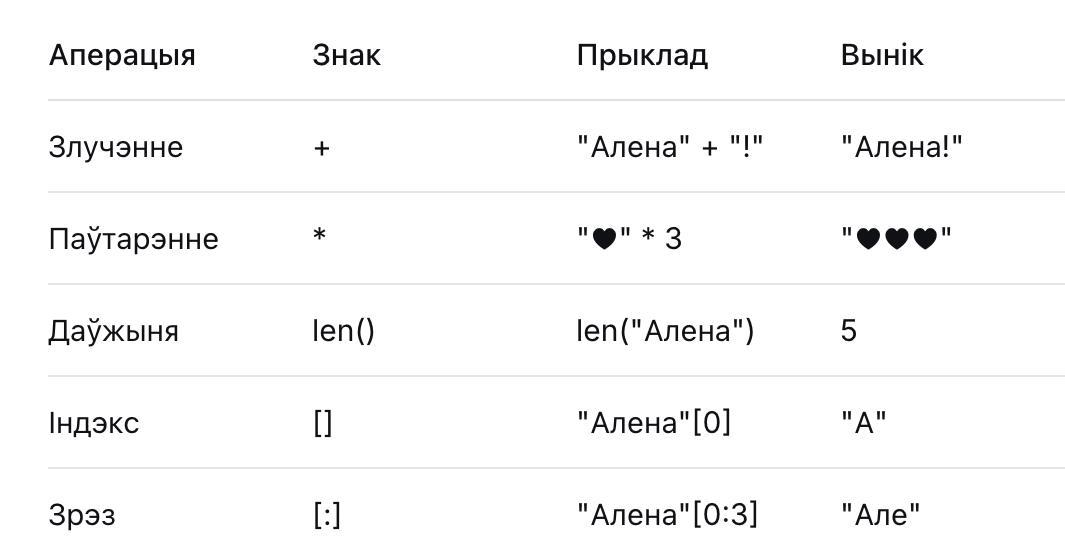 Аперацыя Знак Прыклад Вынік
Злучэнне + "Алена" + "!" "Алена!"
Паўтарэнне * "♥" * 3 "♥♥♥"
Даўжыня len() len("Алена") 5
Індэкс [] "Алена"[0] "А"
Зрэз [:] "Алена"[0:3] "Але"